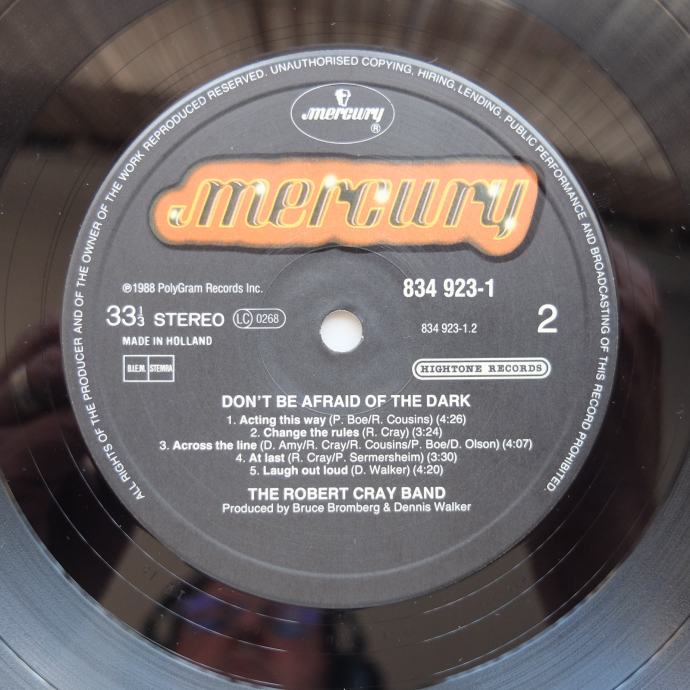 ALL RIGHTS OF THE PRODUCER AND OF THE OWNER OF THE WORK REPRODUCED RESERVED. UNAUTHORISED COPYING, HIRING, LENDING, PUBLIC PERFORMANCE AND BROADCASTING OF THIS RECORD PROHIBITED.
mercury ®
mercury
℗1988 PolyGram Records Inc.
834 923-1
33⅓ STEREO LC 0268
834 923-1.2
2
MADE IN HOLLAND
B.I.E.M. STEMRA
HIGHTONE RECORDS
DON'T BE AFRAID OF THE DARK
1. Acting this way (P. Boe/R. Cousins) (4:26)
2. Change the rules (R. Cray) (3:24)
3. Across the line (D. Amy/R. Cray/R. Cousins/P. Boe/D. Olson) (4:07)
4. At last (R. Cray/P. Sermersheim) (3:30)
5. Laugh out loud (D. Walker) (4:20)
THE ROBERT CRAY BAND
Produced by Bruce Bromberg & Dennis Walker